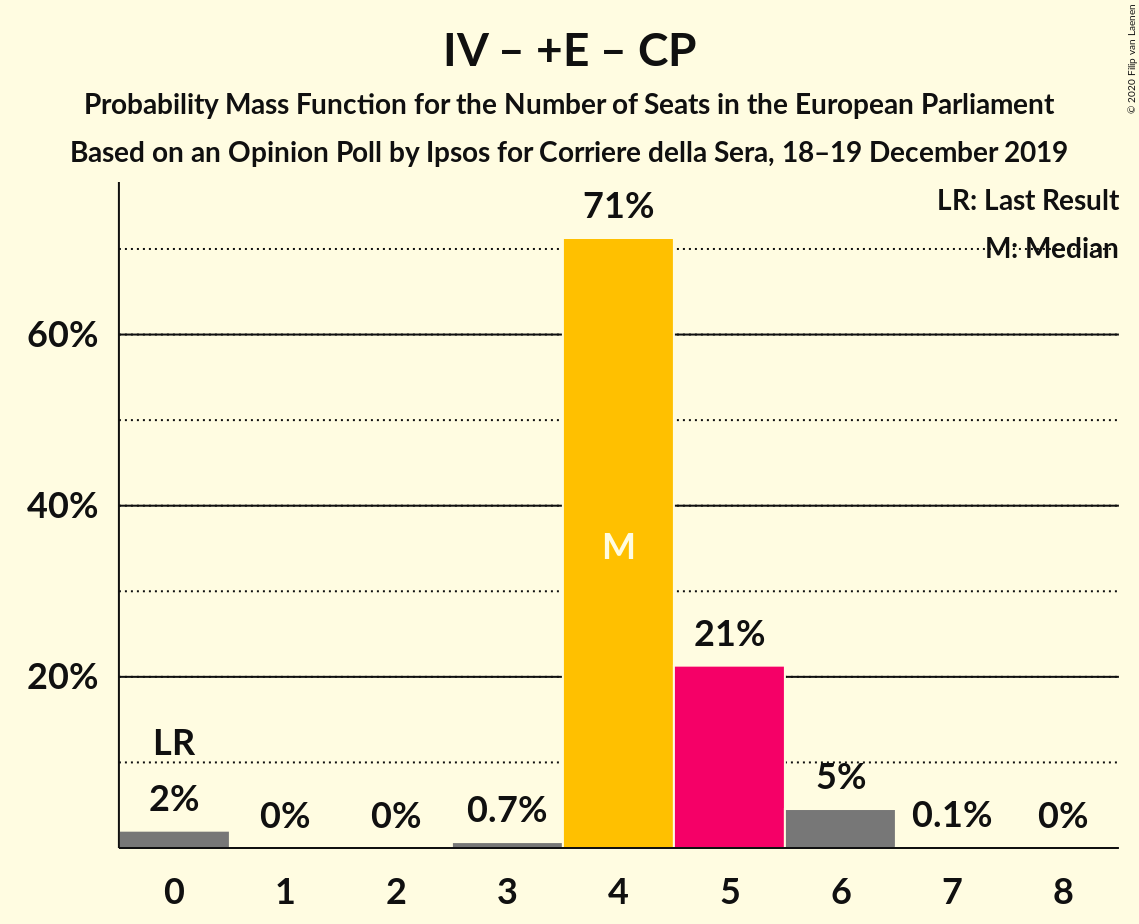 IV – +E – CP
Probability Mass Function for the Number of Seats in the European Parliament
Based on an Opinion Poll by Ipsos for Corriere della Sera, 18–19 December 2019
© 2020 Filip van Laenen
LR: Last Result
M: Median
60%
40%
20%
71%
M
21%
LR
2%
0%
0%
0.7%
5%
0.1%
0%
0 1 2 3 4 5 6 7 8